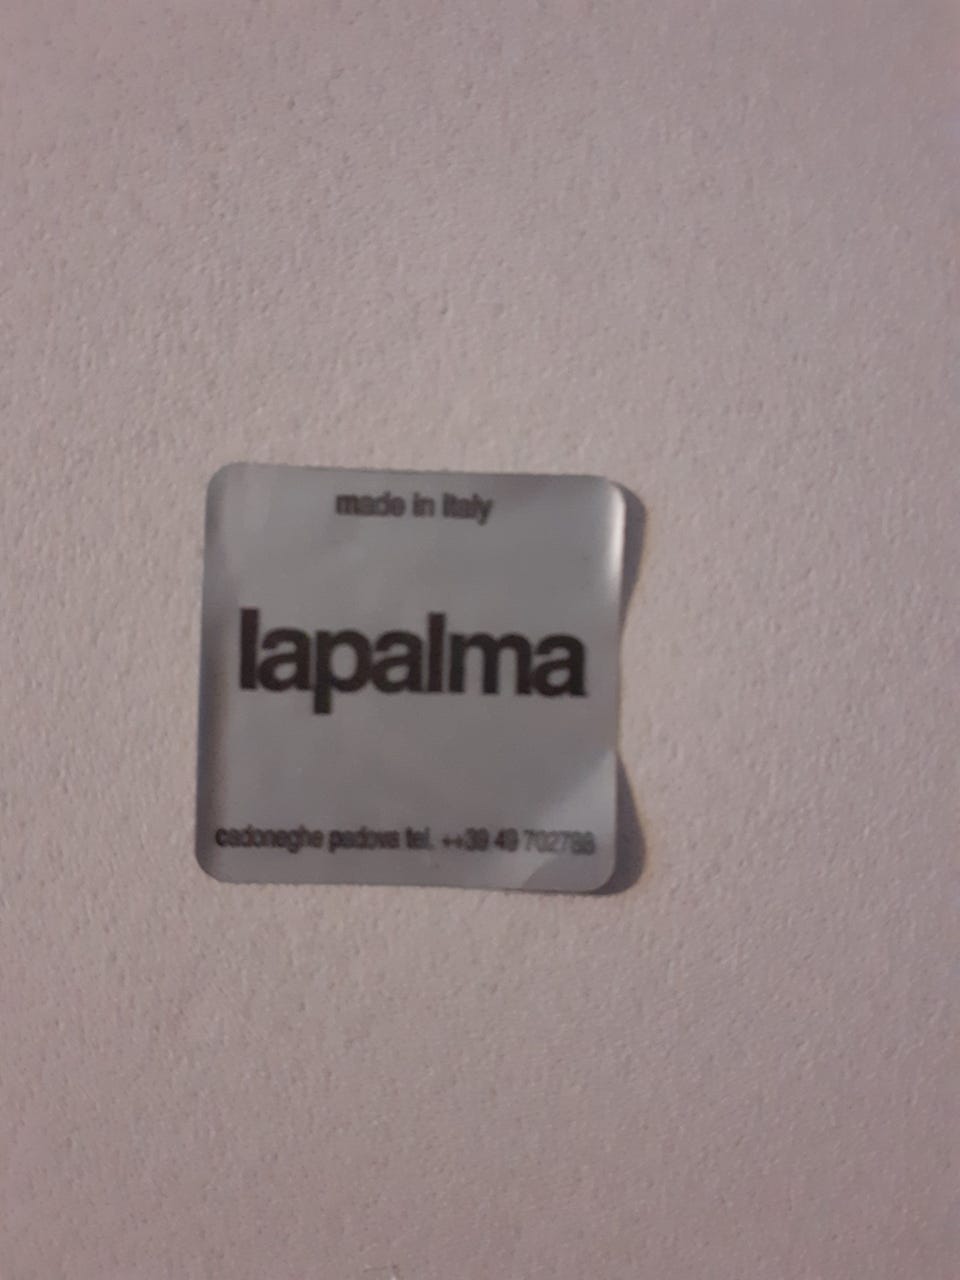 made in italy
lapalma
cadoneghe padova tel. ++39 49 702788